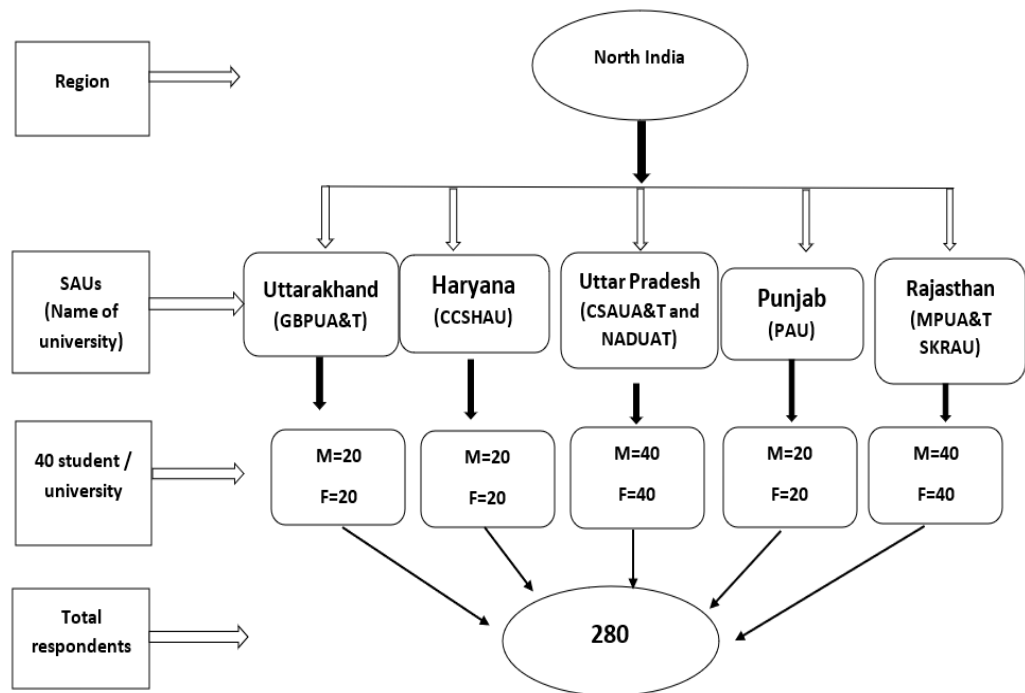 Region
North India
SAUs
(Name of
university)
Uttarakhand
(GBPUA&T)
Haryana
(CCSHAU)
Uttar Pradesh
(CSAUA&T and
NADUAT)
Punjab
(PAU)
Rajasthan
(MPUA&T
SKRAU)
40 student /
university
M=20
F=20
M=20
F=20
M=40
F=40
M=20
F=20
M=40
F=40
Total
respondents
280